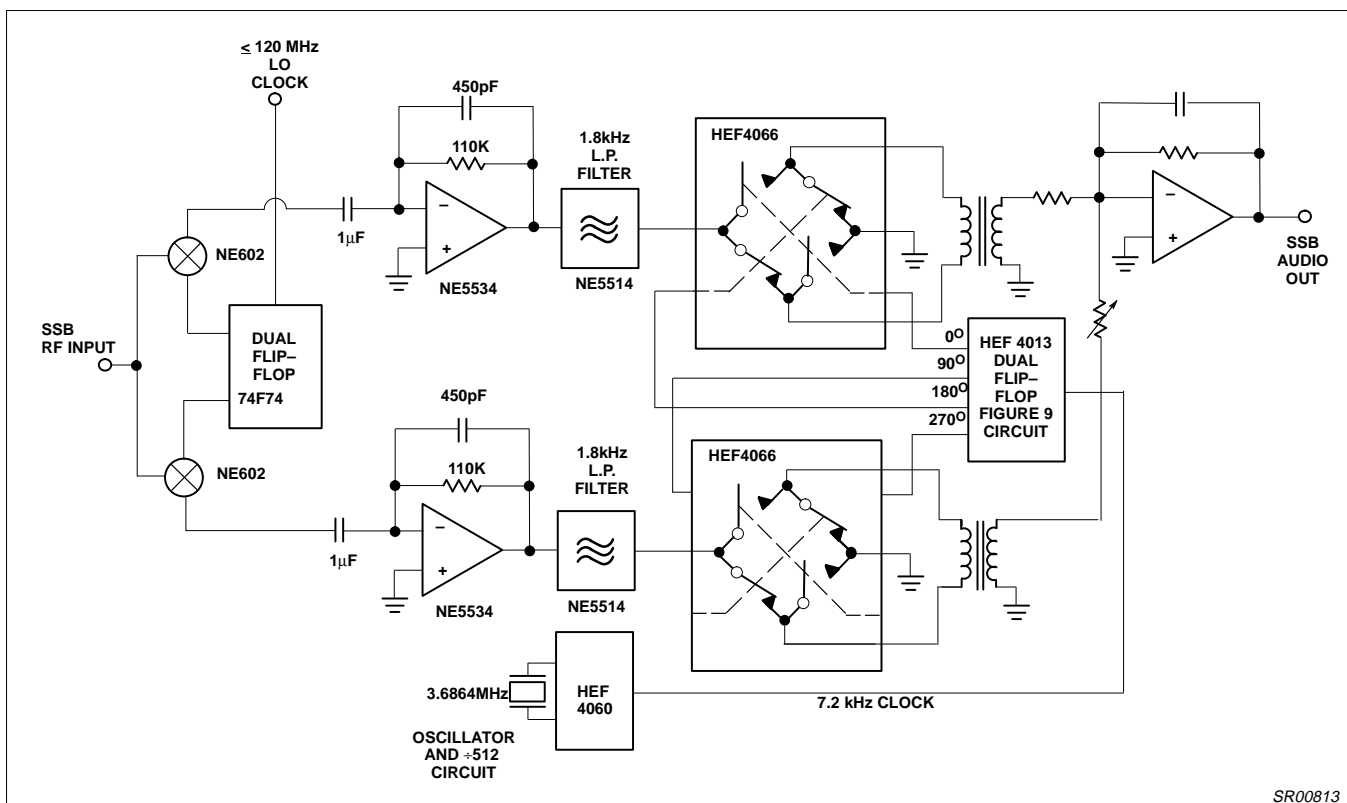 ≤ 120 MHz
LO
CLOCK
450pF
110K
1.8kHz
L.P.
FILTER
HEF4066
1µF
−
+
NE5534
NE5514
NE602
SSB
AUDIO
OUT
SSB
RF INPUT
DUAL
FLIP–
FLOP
74F74
0O
90O
180O
270O
HEF 4013
DUAL
FLIP–
FLOP
FIGURE 9
CIRCUIT
−
+
NE602
450pF
110K
1.8kHz
L.P.
FILTER
HEF4066
1µF
−
+
NE5534
NE5514
3.6864MHz
HEF
4060
7.2 kHz CLOCK
OSCILLATOR
AND ÷512
CIRCUIT
SR00813